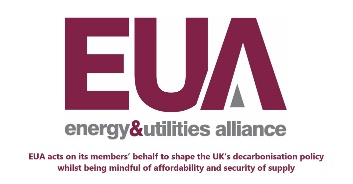 EUA
energy&utilities alliance
EUA acts on its members' behalf to shape the UK's decarbonisation policy
whilst being mindful of affordability and security of supply